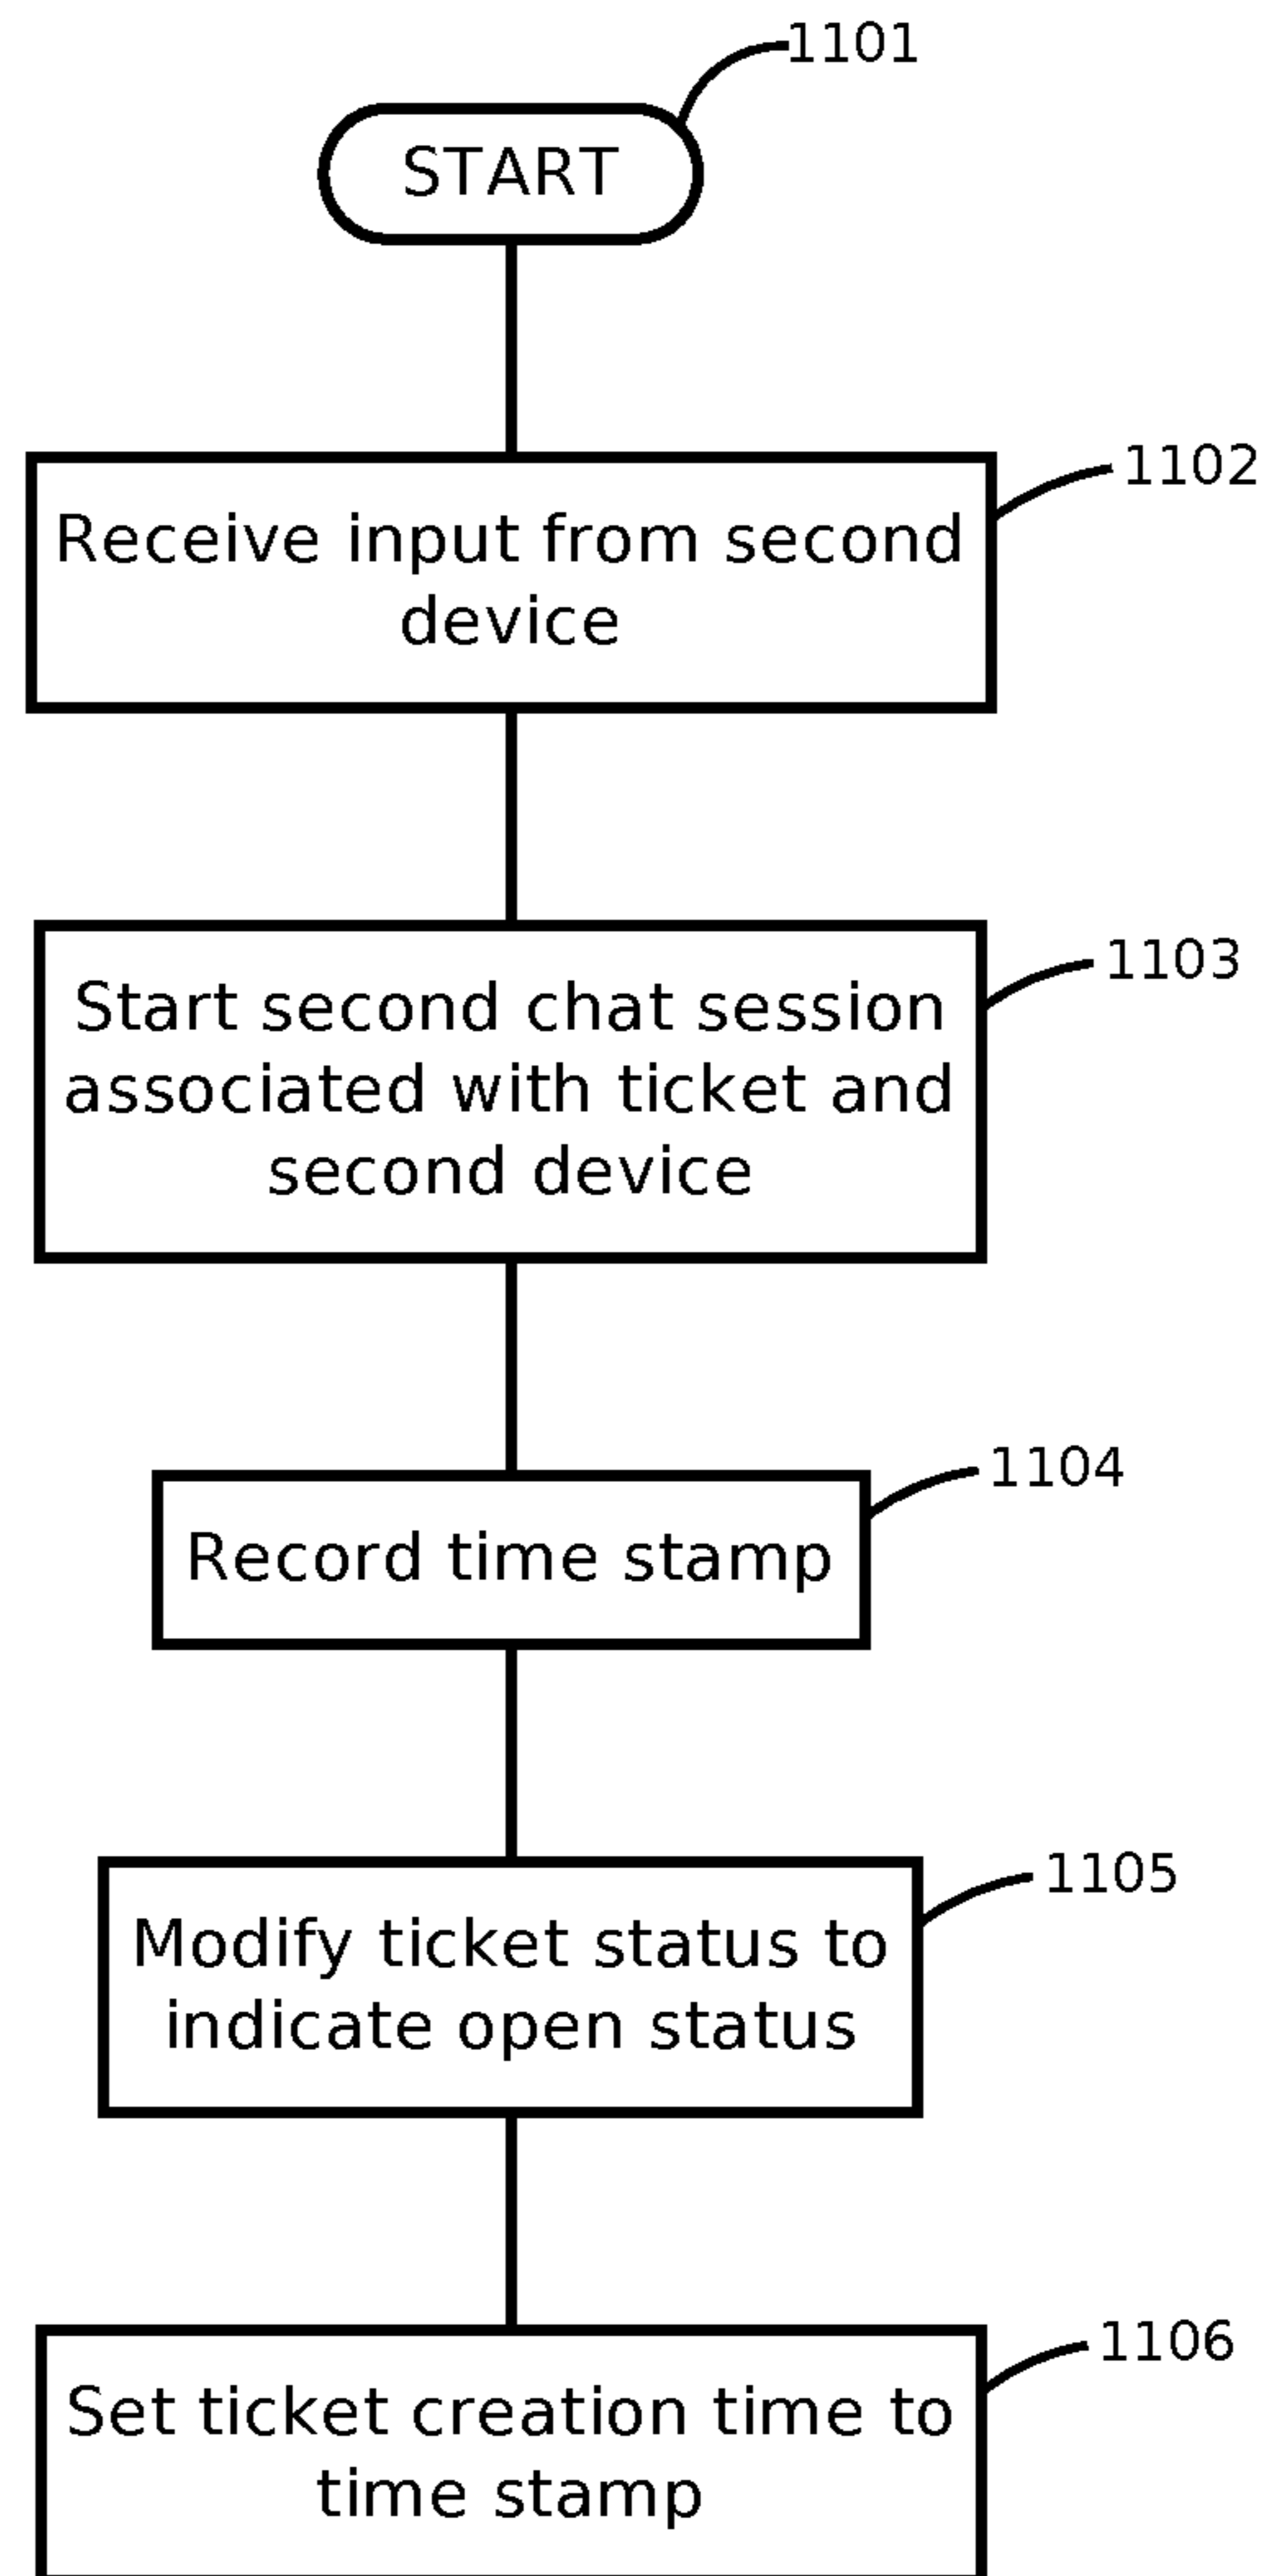 1101
START
1102
Receive input from second
device
1103
Start second chat session
associated with ticket and
second device
1104
Record time stamp
1105
Modify ticket status to
indicate open status
1106
Set ticket creation time to
time stamp